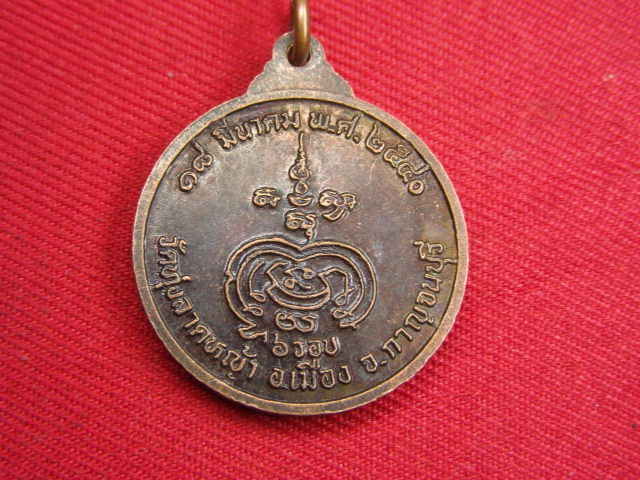 ๑๘ มีนาคม พ.ศ.๒๕๔๐
๖ รอบ
วัดทุ่งลาดหญ้า อ.เมือง จ.กาญจนบุรี